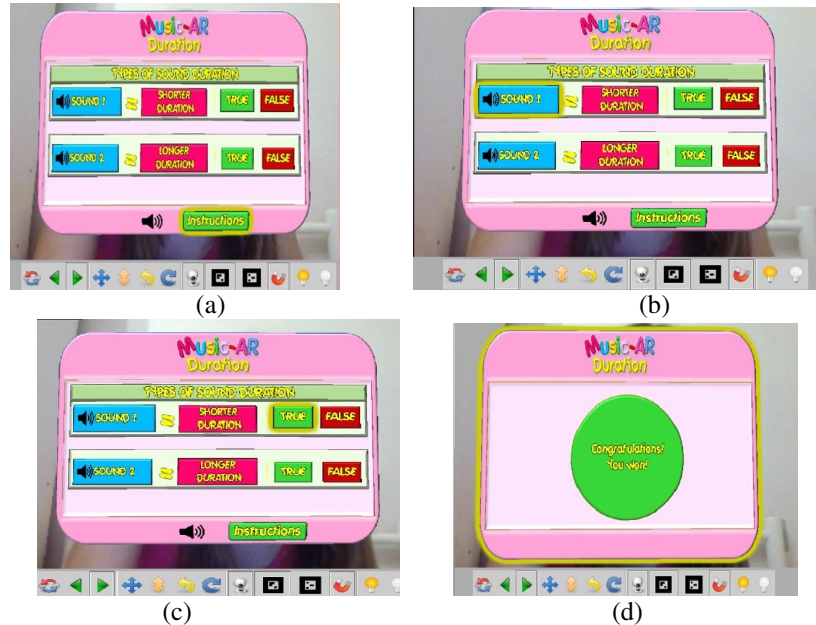 Music-AR
Duration
TYPES OF SOUND DURATION
SOUND 1 = SHORTER DURATION TRUE FALSE
SOUND 2 = LONGER DURATION TRUE FALSE
Instructions
(a)
Music-AR
Duration
TYPES OF SOUND DURATION
SOUND 1 = SHORTER DURATION TRUE FALSE
SOUND 2 = LONGER DURATION TRUE FALSE
Instructions
(b)
Music-AR
Duration
TYPES OF SOUND DURATION
SOUND 1 = SHORTER DURATION TRUE FALSE
SOUND 2 = LONGER DURATION TRUE FALSE
Instructions
(c)
Music-AR
Duration
Congratulations!
You won!
(d)